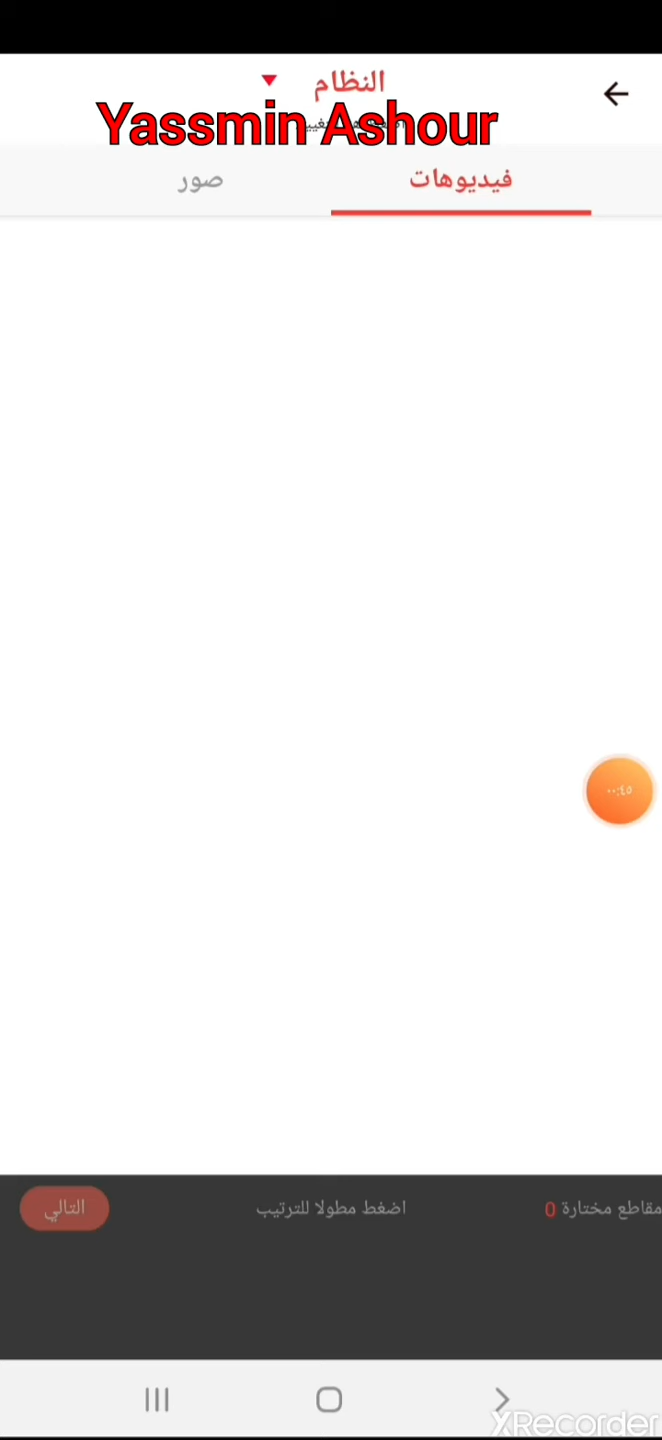 النظام
Yassmin Ashour
فيديوهات
صور
٠٠:٤٥
مقاطع مختارة 0
اضغط مطولا للترتيب
التالي
XRecorder